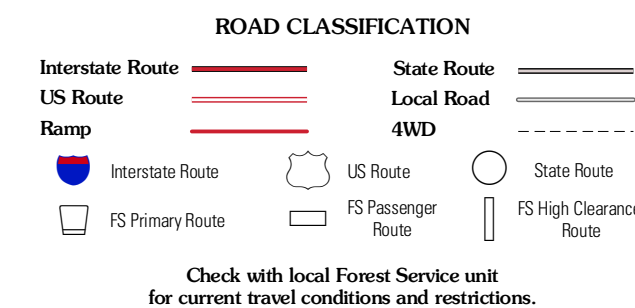 ROAD CLASSIFICATION
Interstate Route
State Route
US Route
Local Road
Ramp
4WD
Interstate Route
US Route
State Route
FS Primary Route
FS Passenger
Route
FS High Clearance
Route
Check with local Forest Service unit
for current travel conditions and restrictions.